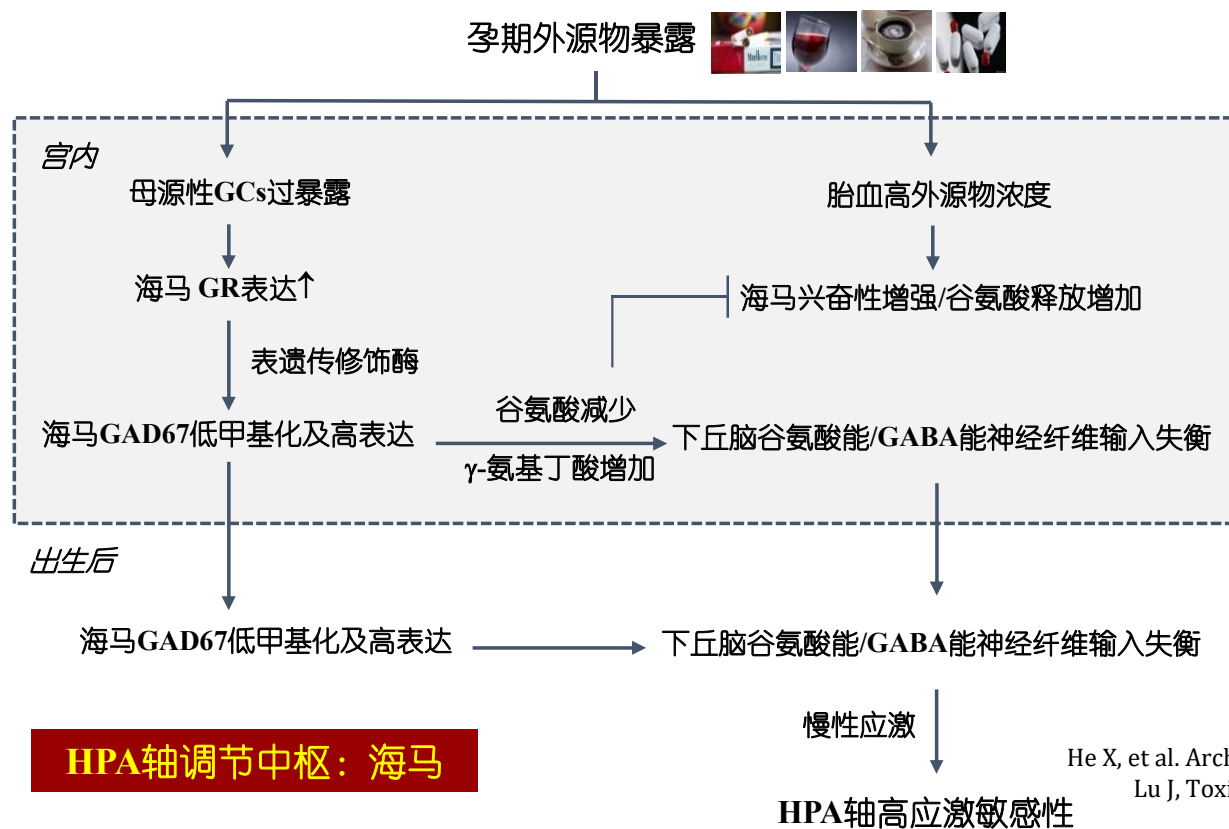 孕期外源物暴露
Marlboro
宫内
母源性GCs过暴露
胎血高外源物浓度
海马 GR表达↑
海马兴奋性增强/谷氨酸释放增加
表遗传修饰酶
谷氨酸减少
海马GAD67低甲基化及高表达
下丘脑谷氨酸能/GABA能神经纤维输入失衡
γ-氨基丁酸增加
出生后
海马GAD67低甲基化及高表达
下丘脑谷氨酸能/GABA能神经纤维输入失衡
慢性应激
HPA轴调节中枢：海马
He X, et al. Arch
Lu J, Toxi
HPA轴高应激敏感性